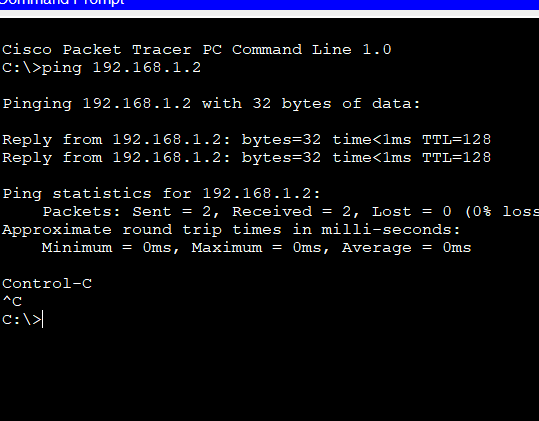 Command Prompt
Cisco Packet Tracer PC Command Line 1.0
C:\>ping 192.168.1.2
Pinging 192.168.1.2 with 32 bytes of data:
Reply from 192.168.1.2: bytes=32 time<1ms TTL=128
Reply from 192.168.1.2: bytes=32 time<1ms TTL=128
Ping statistics for 192.168.1.2:
    Packets: Sent = 2, Received = 2, Lost = 0 (0% loss
Approximate round trip times in milli-seconds:
    Minimum = 0ms, Maximum = 0ms, Average = 0ms
Control-C
^C
C:\>